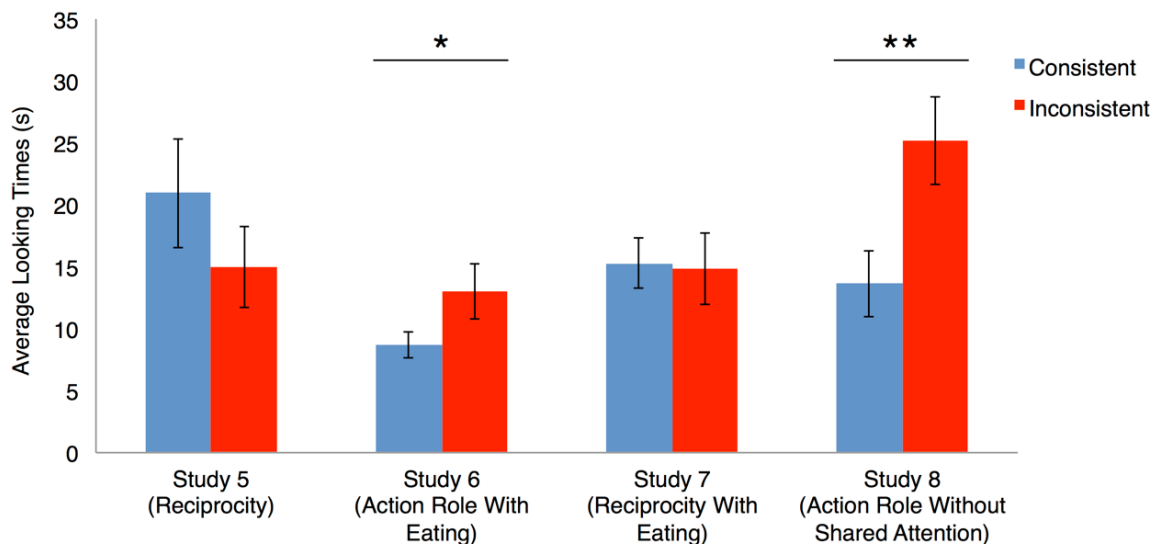 35
30
25
20
15
10
5
0
Average Looking Times (s)
*
**
Consistent
Inconsistent
Study 5
(Reciprocity)
Study 6
(Action Role With
Eating)
Study 7
(Reciprocity With
Eating)
Study 8
(Action Role Without
Shared Attention)